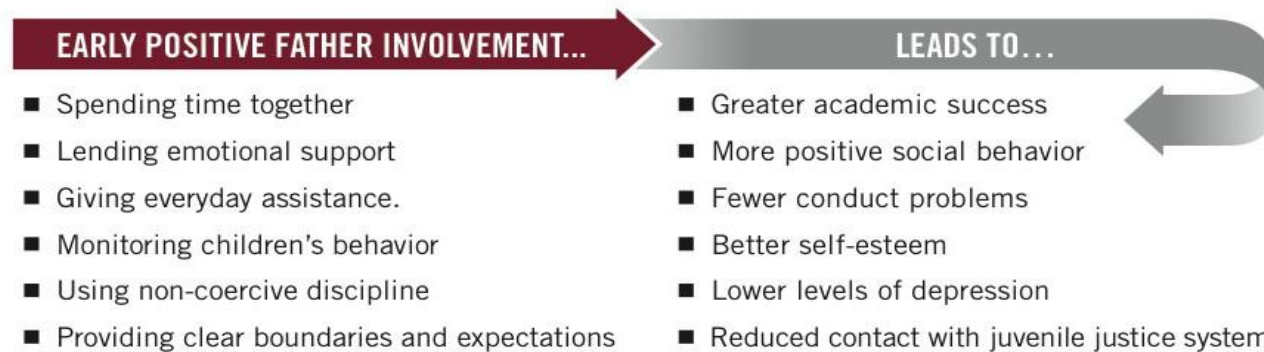 EARLY POSITIVE FATHER INVOLVEMENT...
■ Spending time together
■ Lending emotional support
■ Giving everyday assistance.
■ Monitoring children’s behavior
■ Using non-coercive discipline
■ Providing clear boundaries and expectations
LEADS TO...
■ Greater academic success
■ More positive social behavior
■ Fewer conduct problems
■ Better self-esteem
■ Lower levels of depression
■ Reduced contact with juvenile justice system